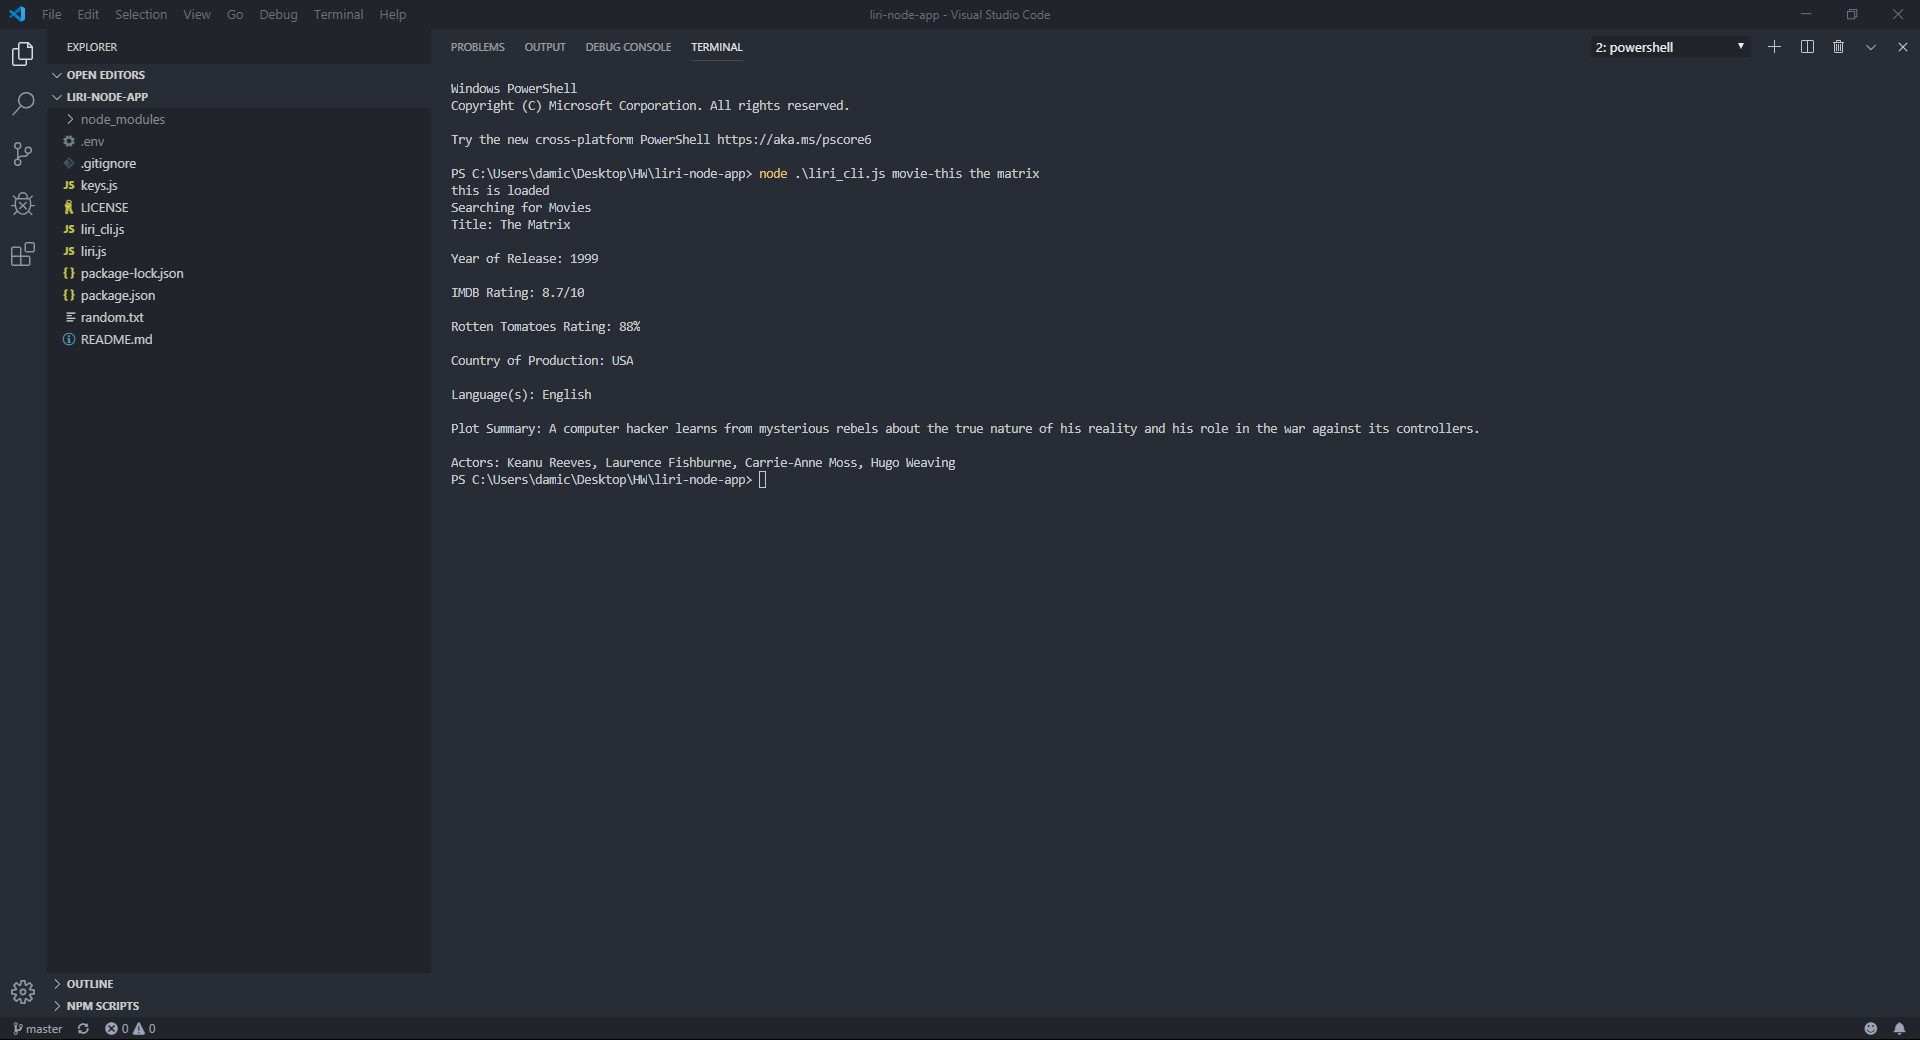 File Edit Selection View Go Debug Terminal Help
liri-node-app - Visual Studio Code
EXPLORER
OPEN EDITORS
LIRI-NODE-APP
node_modules
.env
.gitignore
JS keys.js
LICENSE
JS liri_cli.js
JS liri.js
{} package-lock.json
{} package.json
random.txt
README.md
OUTLINE
NPM SCRIPTS
PROBLEMS OUTPUT DEBUG CONSOLE TERMINAL
2: powershell
Windows PowerShell
Copyright (C) Microsoft Corporation. All rights reserved.
Try the new cross-platform PowerShell https://aka.ms/pscore6
PS C:\Users\damic\Desktop\HW\liri-node-app> node .\liri_cli.js movie-this the matrix
this is loaded
Searching for Movies
Title: The Matrix
Year of Release: 1999
IMDB Rating: 8.7/10
Rotten Tomatoes Rating: 88%
Country of Production: USA
Language(s): English
Plot Summary: A computer hacker learns from mysterious rebels about the true nature of his reality and his role in the war against its controllers.
Actors: Keanu Reeves, Laurence Fishburne, Carrie-Anne Moss, Hugo Weaving
PS C:\Users\damic\Desktop\HW\liri-node-app>
master 0 0